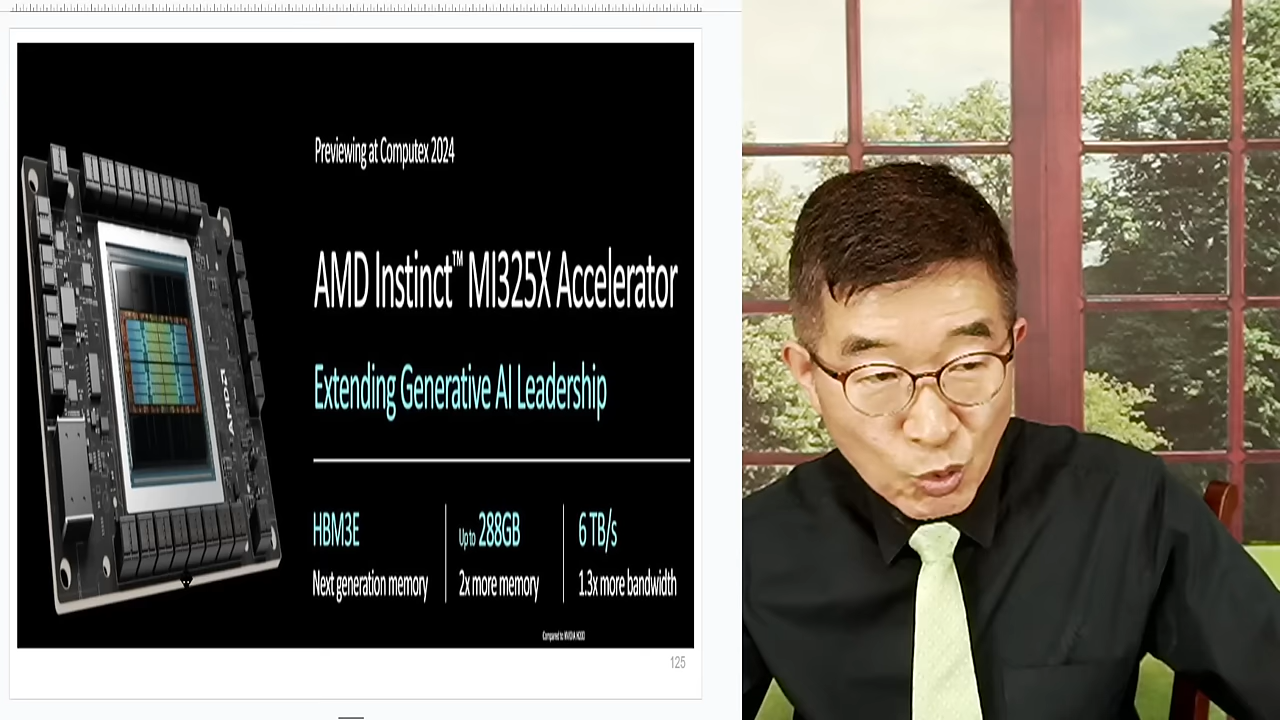 Previewing at Computex 2024
AMD Instinct™ MI325X Accelerator
Extending Generative AI Leadership
HBM3E
Next generation memory
Up to 288GB
2x more memory
6 TB/s
1.3x more bandwidth
Compared to NVIDIA H200
AMD
125